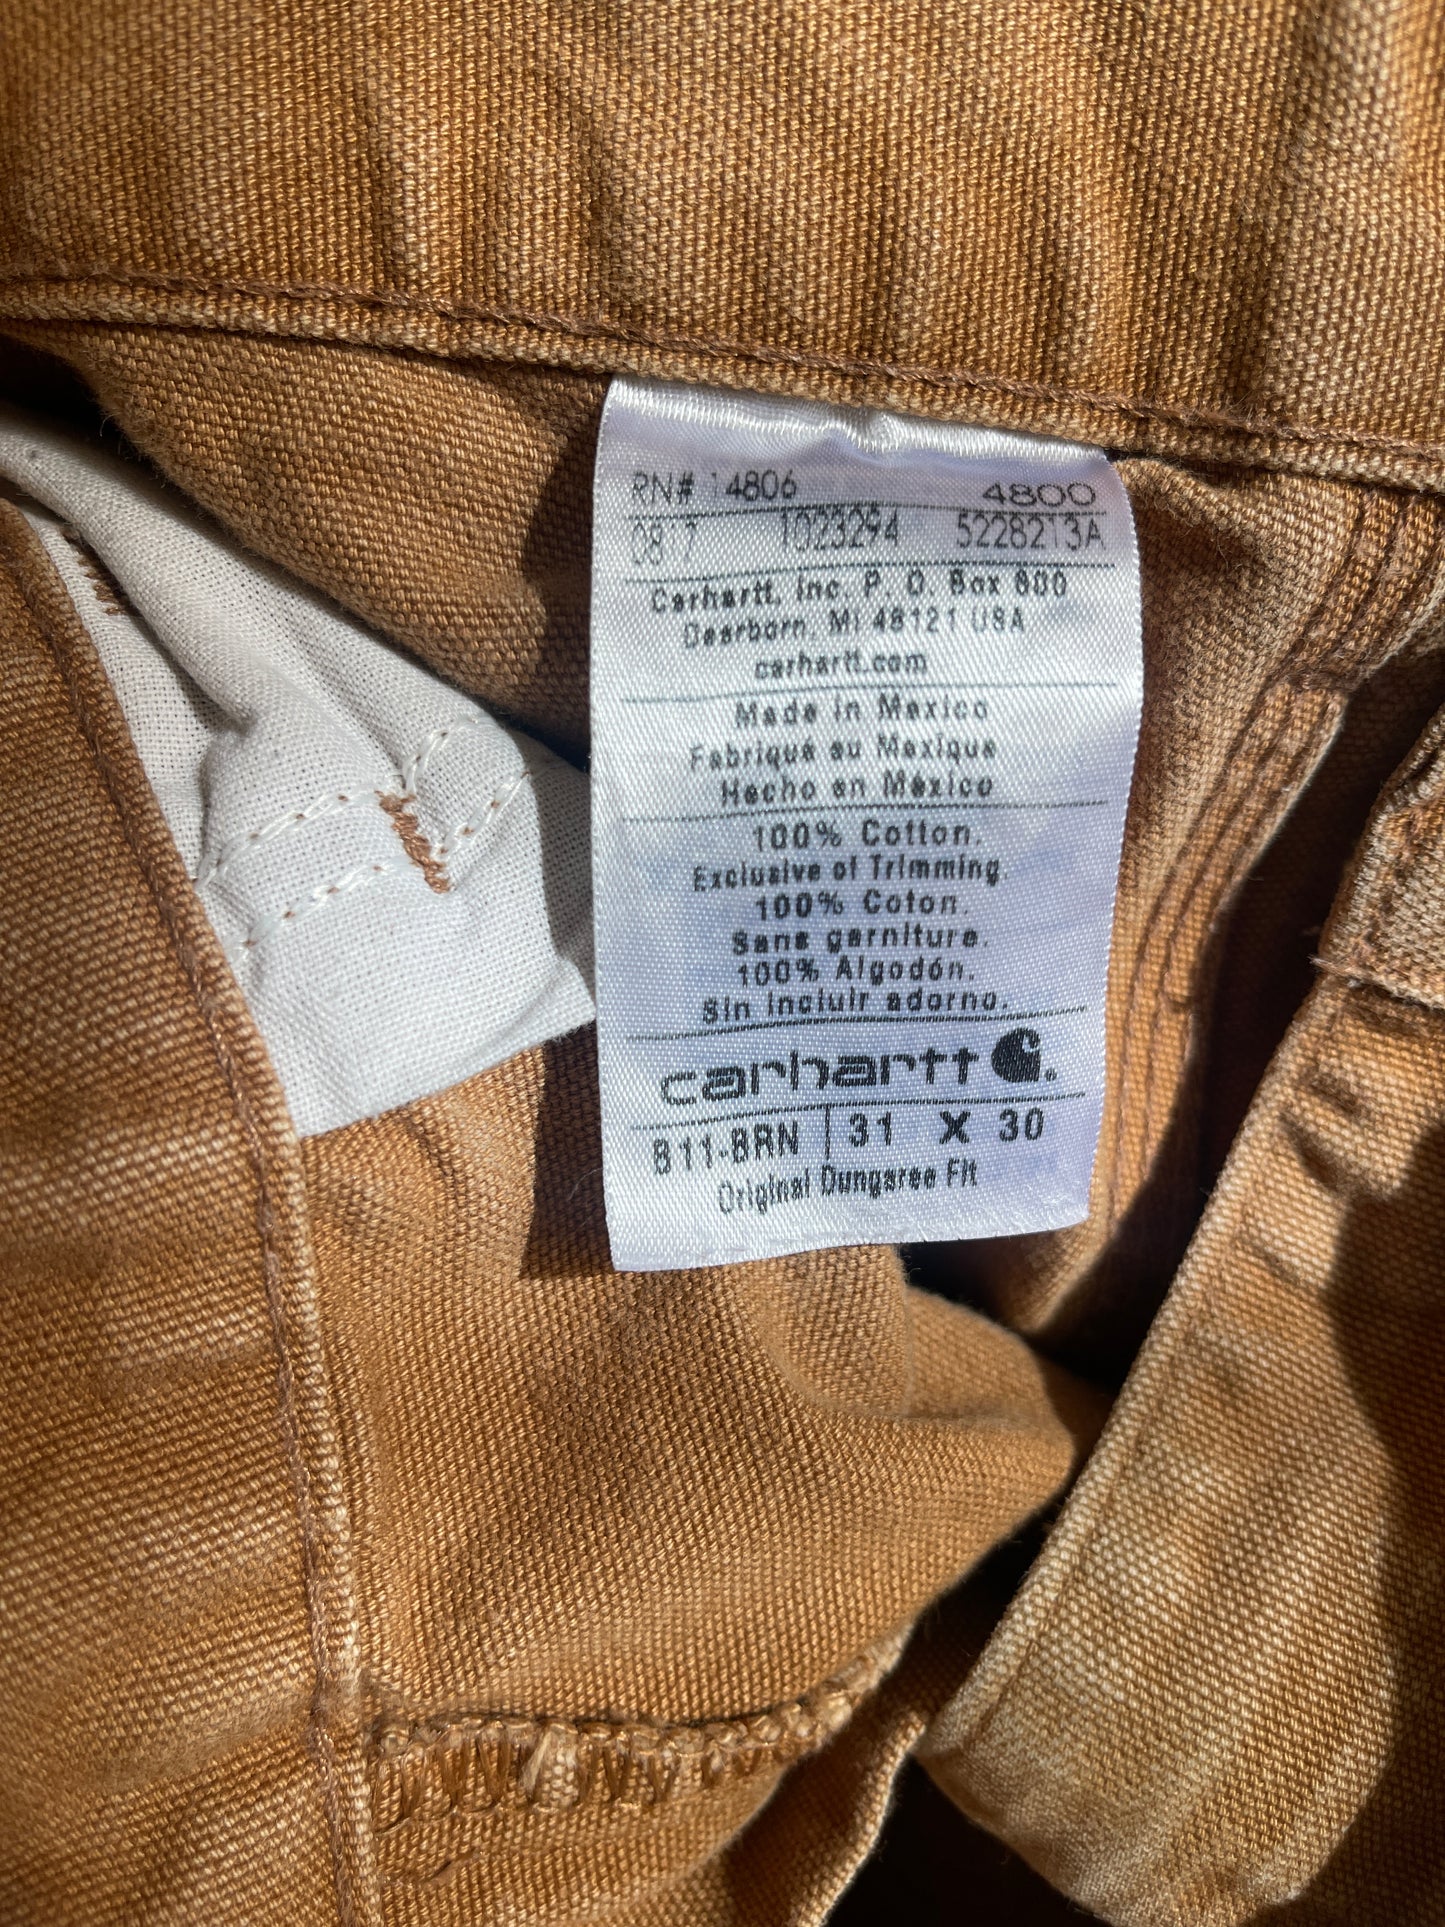 RN# 14806 4800
08 7 1023294 5228213A
Carhartt, Inc. P. O. Box 600
Dearborn, MI 48121 USA
carhartt.com
Made in Mexico
Fabriqué au Mexique
Hecho en México
100% Cotton.
Exclusive of Trimming.
100% Coton.
Sans garniture.
100% Algodón.
Sin incluir adorno.
carhartt
B11-BRN 31 X 30
Original Dungaree Fit